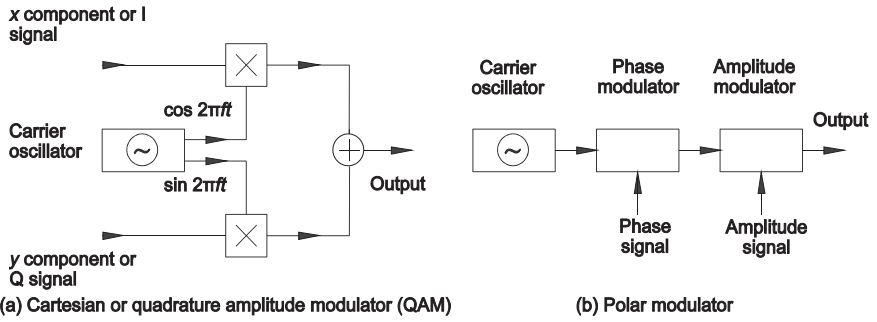 x component or I
signal
cos 2πft
Carrier
oscillator
~
sin 2πft
Output
y component or
Q signal
(a) Cartesian or quadrature amplitude modulator (QAM)
Carrier
oscillator
Phase
modulator
Amplitude
modulator
~
Output
Phase
signal
Amplitude
signal
(b) Polar modulator